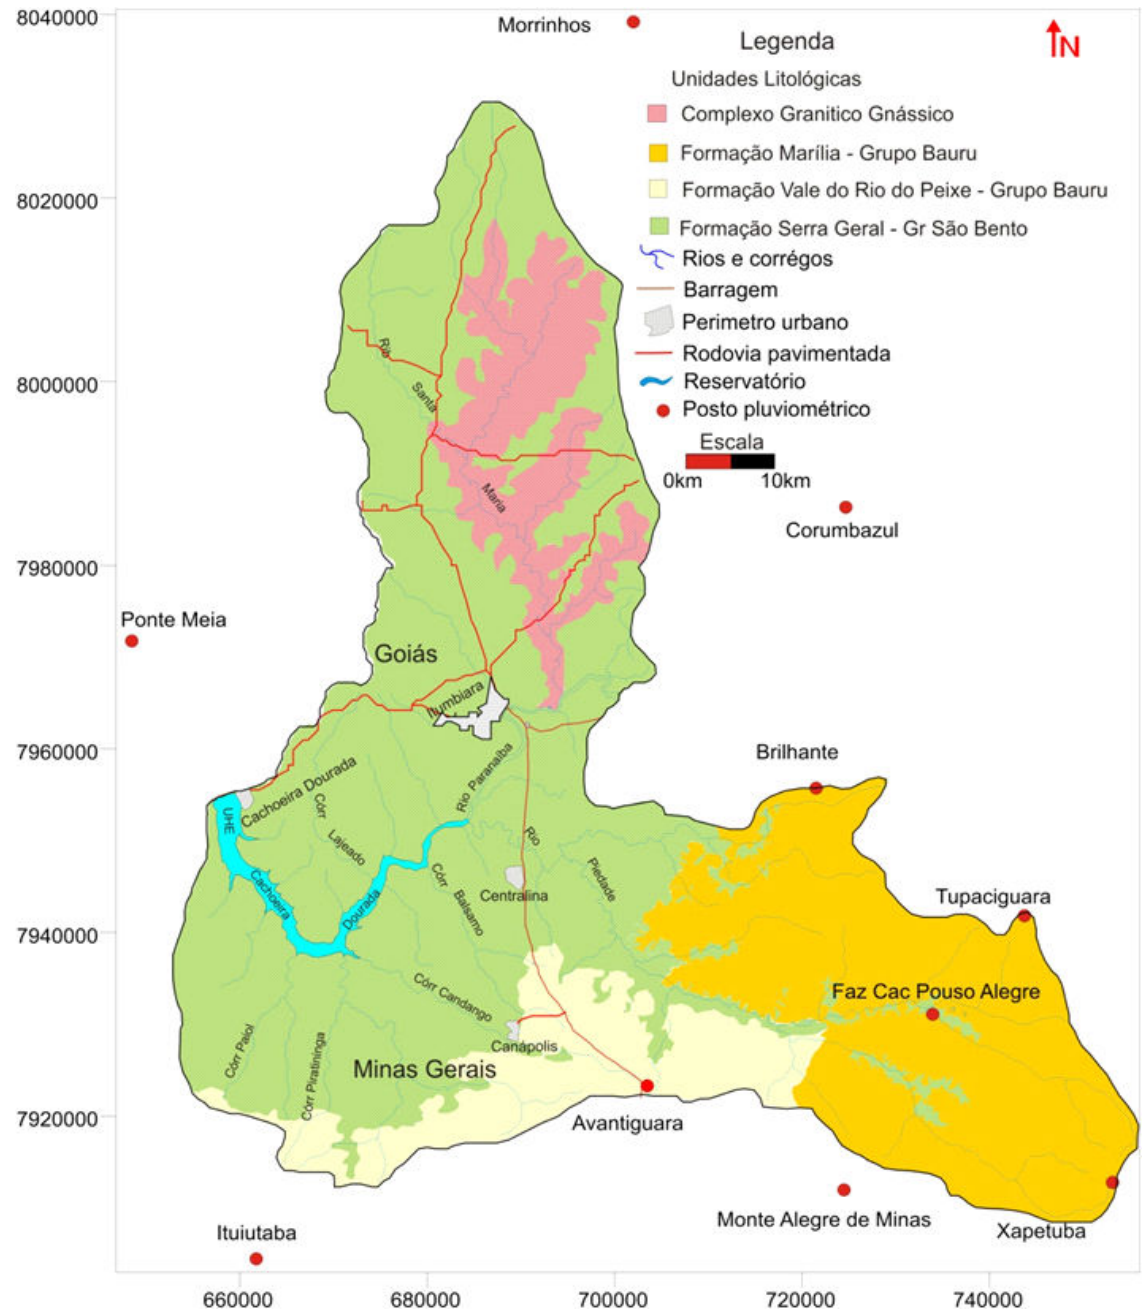 8040000
Morrinhos
Legenda
N
Unidades Litológicas
Complexo Granitico Gnássico
Formação Marília - Grupo Bauru
8020000
Formação Vale do Rio do Peixe - Grupo Bauru
Formação Serra Geral - Gr São Bento
Rios e corrégos
Barragem
Perimetro urbano
Rodovia pavimentada
8000000
Reservatório
Posto pluviométrico
Escala
0km 10km
Rib
Santa
Maria
Corumbazul
7980000
Ponte Meia
Goiás
Itumbiara
7960000
Brilhante
Rio Paranaíba
Cachoeira Dourada
UHE
Córr
Lajeado
Rio
Piedade
Cachoeira
Dourada
Córr
Balsamo
Centralina
Tupaciguara
7940000
Faz Cac Pouso Alegre
Córr Candango
Canapolis
Córr Paiol
Córr Piratininga
Minas Gerais
7920000
Avantiguara
Monte Alegre de Minas
Xapetuba
Ituiutaba
660000 680000 700000 720000 740000